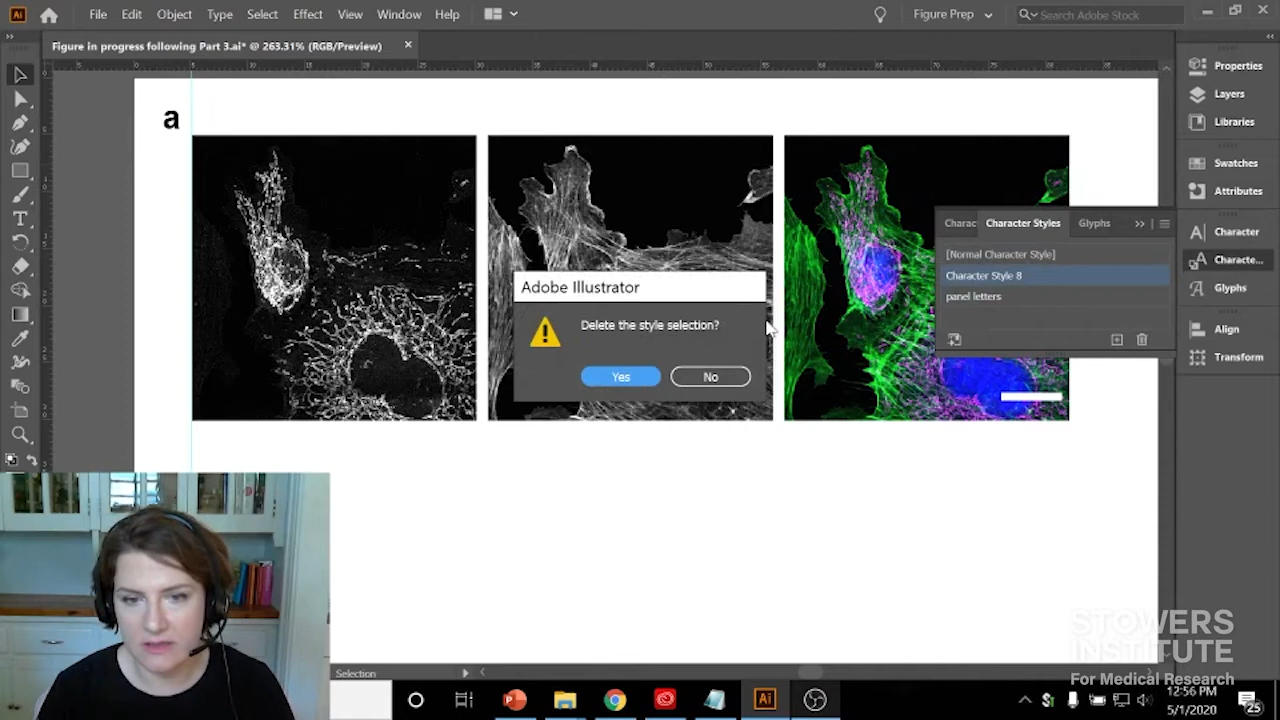 Ai File Edit Object Type Select Effect View Window Help Figure Prep Search Adobe Stock
Figure in progress following Part 3.ai* @ 263.31% (RGB/Preview)
a
Properties
Layers
Libraries
Swatches
Attributes
Character
Characte...
Glyphs
Align
Transform
Charac Character Styles Glyphs
[Normal Character Style]
Character Style 8
panel letters
Adobe Illustrator
Delete the style selection?
Yes No
Selection
STOWERS
INSTITUTE
For Medical Research
Ai
12:56 PM
5/1/2020
25